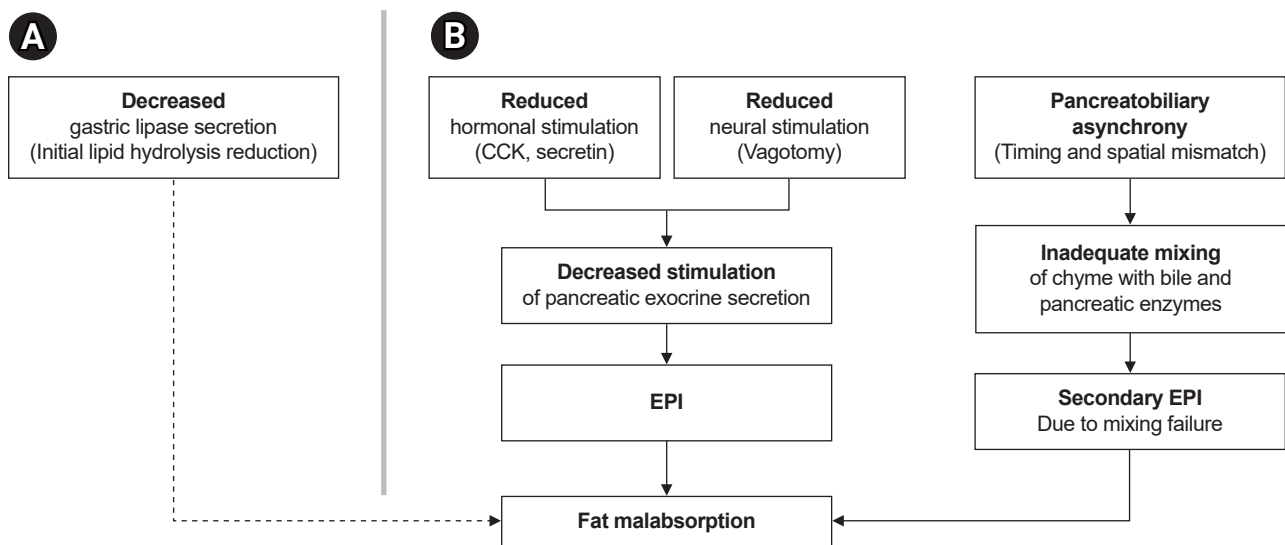 A
B
Decreased
gastric lipase secretion
(Initial lipid hydrolysis reduction)
Reduced
hormonal stimulation
(CCK, secretin)
Reduced
neural stimulation
(Vagotomy)
Pancreatobiliary
asynchrony
(Timing and spatial mismatch)
Decreased stimulation
of pancreatic exocrine secretion
Inadequate mixing
of chyme with bile and
pancreatic enzymes
EPI
Secondary EPI
Due to mixing failure
Fat malabsorption